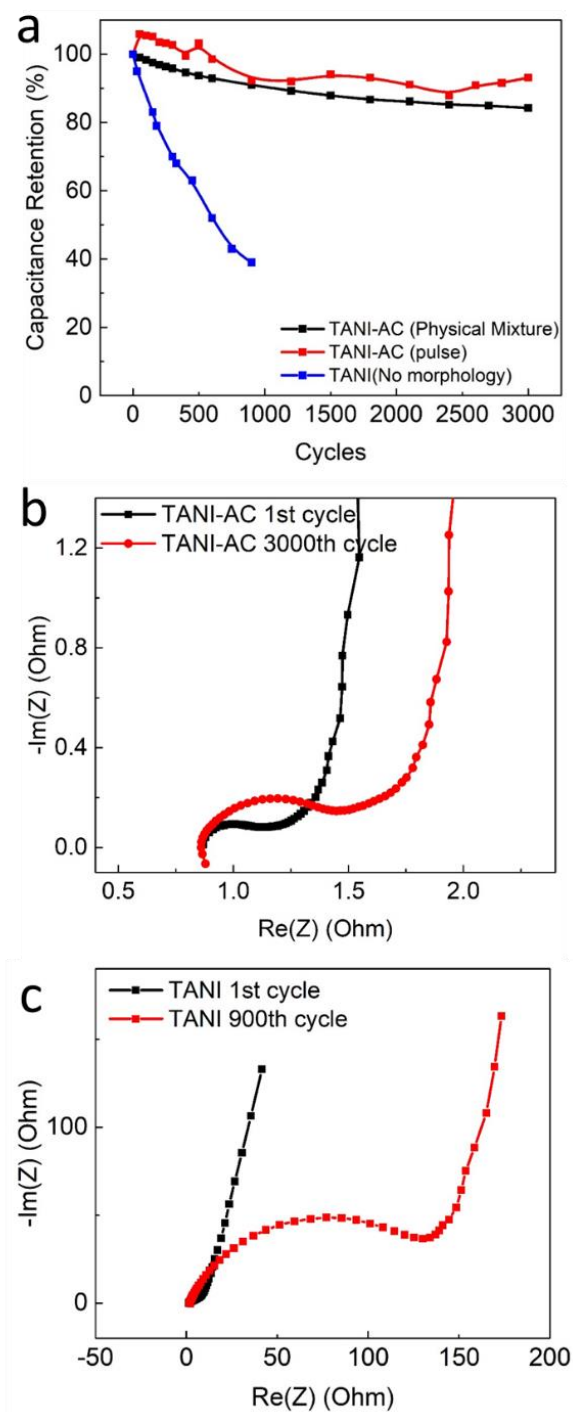 a
Capacitance Retention (%)
120
100
80
60
40
20
0
TANI-AC (Physical Mixture)
TANI-AC (pulse)
TANI(No morphology)
0 500 1000 1500 2000 2500 3000
Cycles
b
TANI-AC 1st cycle
TANI-AC 3000th cycle
-Im(Z) (Ohm)
1.2
0.8
0.4
0.0
0.5 1.0 1.5 2.0
Re(Z) (Ohm)
c
TANI 1st cycle
TANI 900th cycle
-Im(Z) (Ohm)
100
0
-50 0 50 100 150 200
Re(Z) (Ohm)